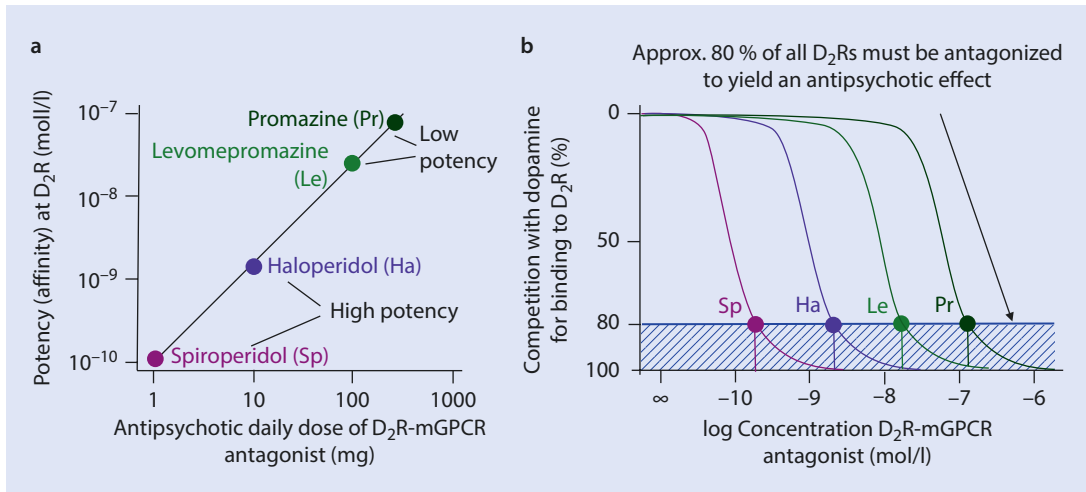 a
Potency (affinity) at D₂R (moll/l)
10⁻⁷
10⁻⁸
10⁻⁹
10⁻¹⁰
Promazine (Pr)
Low
potency
Levomepromazine
(Le)
Haloperidol (Ha)
High potency
Spiroperidol (Sp)
1
10
100
1000
Antipsychotic daily dose of D₂R-mGPCR
antagonist (mg)
b
Approx. 80 % of all D₂Rs must be antagonized
to yield an antipsychotic effect
Competition with dopamine
for binding to D₂R (%)
0
50
80
100
Sp
Ha
Le
Pr
∞
–10
–9
–8
–7
–6
log Concentration D₂R-mGPCR
antagonist (mol/l)